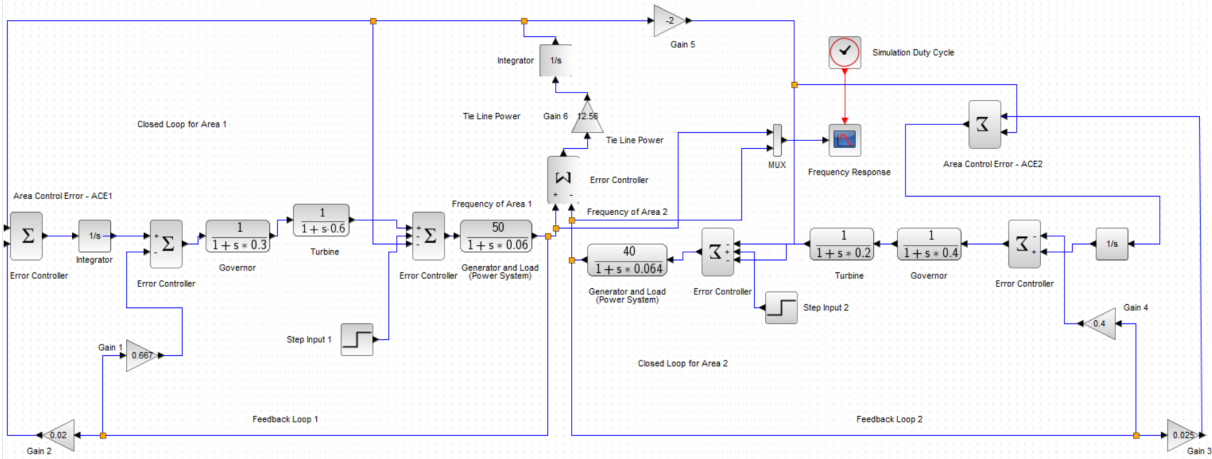 -2
Gain 5
Simulation Duty Cycle
Integrator
1/s
Closed Loop for Area 1
Tie Line Power
Gain 6
12.56
Tie Line Power
Σ
Area Control Error - ACE2
MUX
Frequency Response
Σ
+ -
Error Controller
Area Control Error - ACE1
Frequency of Area 1
Frequency of Area 2
Σ
Error Controller
1/s
Integrator
+
-
Σ
Error Controller
1
1 + s * 0.3
Governor
1
1 + s·0.6
Turbine
+
-
-
Σ
Error Controller
50
1 + s * 0.06
Generator and Load
(Power System)
40
1 + s * 0.064
Generator and Load
(Power System)
Σ
-
+
-
Error Controller
1
1 + s * 0.2
Turbine
1
1 + s * 0.4
Governor
Σ
-
+
Error Controller
1/s
Step Input 1
Step Input 2
Gain 1
0.667
Gain 4
0.4
Closed Loop for Area 2
Feedback Loop 1
Feedback Loop 2
0.02
Gain 2
0.025
Gain 3